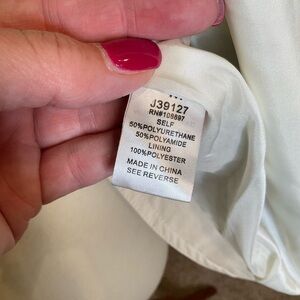 J39127
RN#108897
SELF
50%POLYURETHANE
50%POLYAMIDE
LINING
100%POLYESTER
MADE IN CHINA
SEE REVERSE